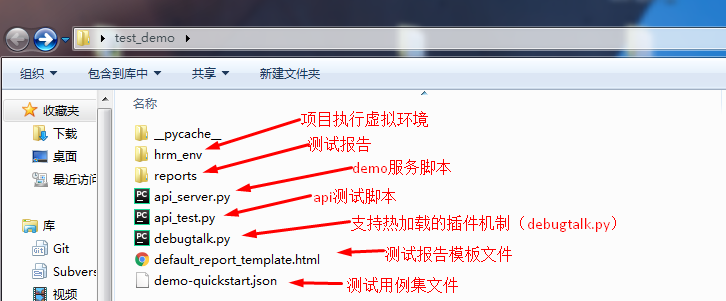 test_demo
组织 包含到库中 共享 新建文件夹
收藏夹
下载
桌面
最近访问
库
Git
Subvers
视频
名称
__pycache__
hrm_env
reports
api_server.py
api_test.py
debugtalk.py
default_report_template.html
demo-quickstart.json
项目执行虚拟环境
测试报告
demo服务脚本
api测试脚本
支持热加载的插件机制（debugtalk.py）
测试报告模板文件
测试用例集文件